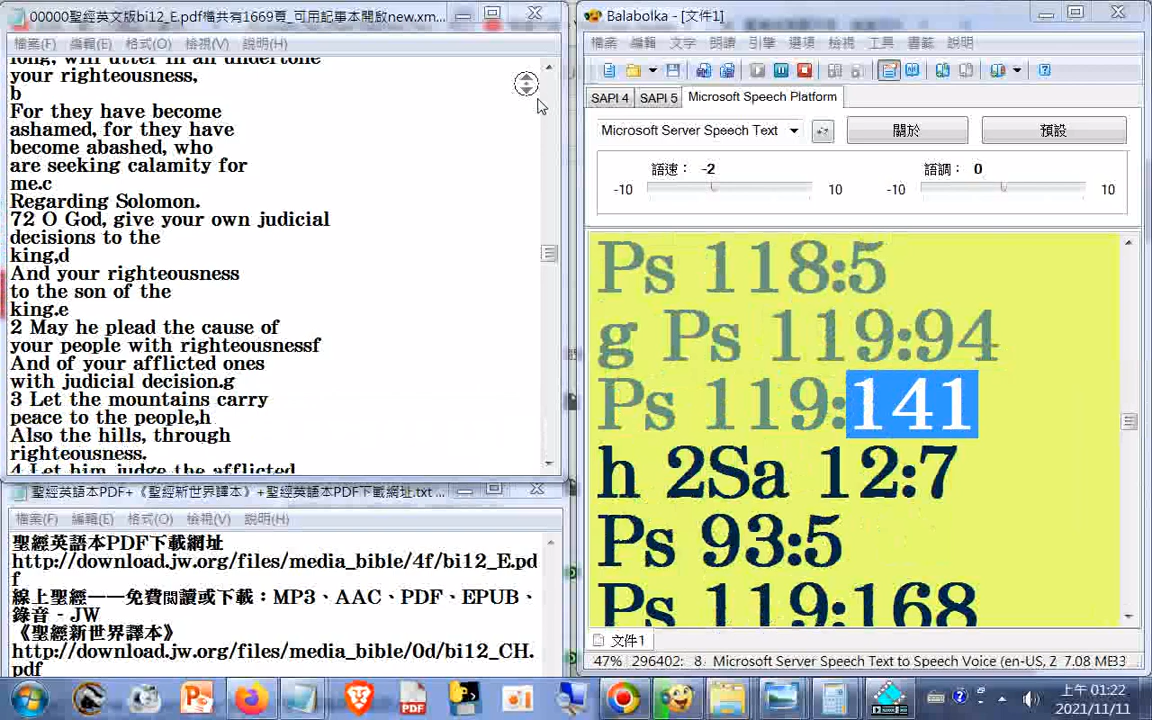 00000聖經英文版bi12_E.pdf檔共有1669頁_可用記事本開啟new.xm...
檔案(F) 編輯(E) 格式(O) 檢視(V) 說明(H)
long, will utter in an undertone
your righteousness,
b
For they have become
ashamed, for they have
become abashed, who
are seeking calamity for
me.c
Regarding Solomon.
72 O God, give your own judicial
decisions to the
king,d
And your righteousness
to the son of the
king.e
2 May he plead the cause of
your people with righteousnessf
And of your afflicted ones
with judicial decision.g
3 Let the mountains carry
peace to the people,h
Also the hills, through
righteousness.
4 Let him judge the afflicted
聖經英語本PDF+《聖經新世界譯本》+聖經英語本PDF下載網址.txt ...
檔案(F) 編輯(E) 格式(O) 檢視(V) 說明(H)
聖經英語本PDF下載網址
http://download.jw.org/files/media_bible/4f/bi12_E.pd
f
線上聖經——免費閱讀或下載：MP3、AAC、PDF、EPUB、
錄音 - JW
《聖經新世界譯本》
http://download.jw.org/files/media_bible/0d/bi12_CH.
pdf
Balabolka - [文件1]
檔案 編輯 文字 朗讀 引擎 選項 檢視 工具 書籤 說明
SAPI 4 SAPI 5 Microsoft Speech Platform
Microsoft Server Speech Text 關於 預設
語速： -2 語調： 0
-10 10 -10 10
Ps 118:5
g Ps 119:94
Ps 119:141
h 2Sa 12:7
Ps 93:5
Ps 119:168
文件1
47% 296402: 8 Microsoft Server Speech Text to Speech Voice (en-US, Z 7.08 MB3
上午 01:22
2021/11/11